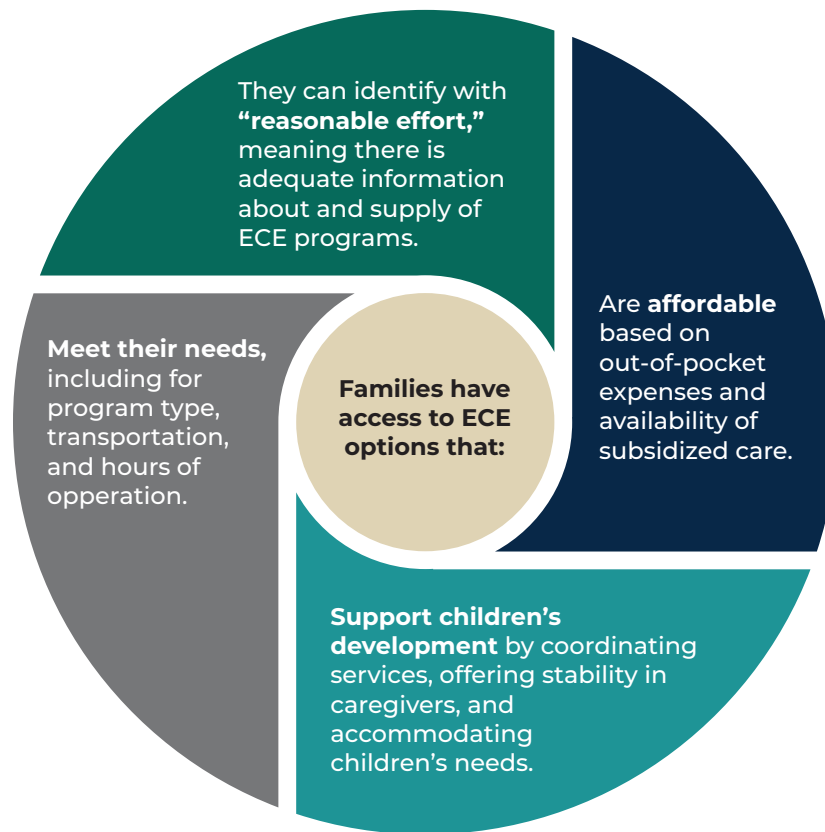 They can identify with
“reasonable effort,”
meaning there is
adequate information
about and supply of
ECE programs.
Are affordable
based on
out-of-pocket
expenses and
availability of
subsidized care.
Support children’s
development by coordinating
services, offering stability in
caregivers, and
accommodating
children’s needs.
Meet their needs,
including for
program type,
transportation,
and hours of
opperation.
Families have
access to ECE
options that: